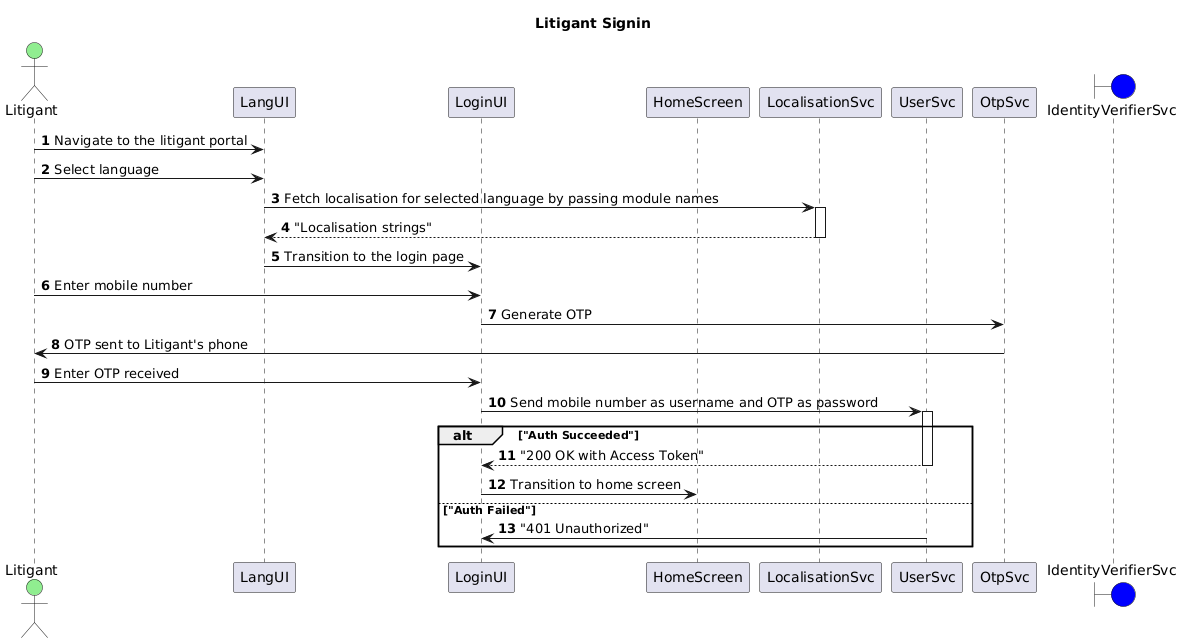 Litigant Signin
Litigant
LangUI
LoginUI
HomeScreen
LocalisationSvc
UserSvc
OtpSvc
IdentityVerifierSvc
1 Navigate to the litigant portal
2 Select language
3 Fetch localisation for selected language by passing module names
4 "Localisation strings"
5 Transition to the login page
6 Enter mobile number
7 Generate OTP
8 OTP sent to Litigant's phone
9 Enter OTP received
10 Send mobile number as username and OTP as password
alt ["Auth Succeeded"]
11 "200 OK with Access Token"
12 Transition to home screen
["Auth Failed"]
13 "401 Unauthorized"
Litigant
LangUI
LoginUI
HomeScreen
LocalisationSvc
UserSvc
OtpSvc
IdentityVerifierSvc